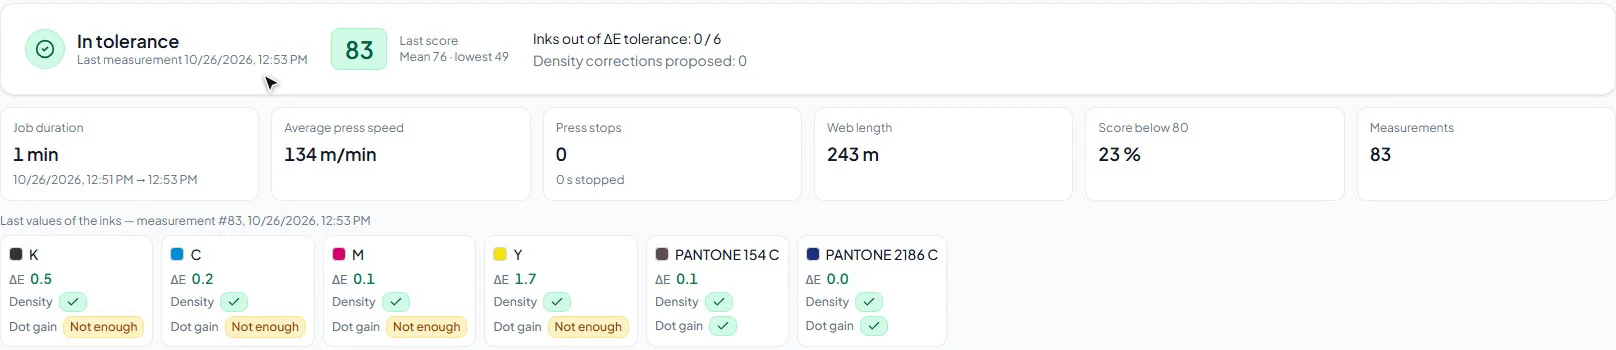 In tolerance
Last measurement 10/26/2026, 12:53 PM
83
Last score
Mean 76 · lowest 49
Inks out of ΔE tolerance: 0 / 6
Density corrections proposed: 0
Job duration
1 min
10/26/2026, 12:51 PM → 12:53 PM
Average press speed
134 m/min
Press stops
0
0 s stopped
Web length
243 m
Score below 80
23 %
Measurements
83
Last values of the inks — measurement #83, 10/26/2026, 12:53 PM
K
ΔE 0.5
Density
Dot gain Not enough
C
ΔE 0.2
Density
Dot gain Not enough
M
ΔE 0.1
Density
Dot gain Not enough
Y
ΔE 1.7
Density
Dot gain Not enough
PANTONE 154 C
ΔE 0.1
Density
Dot gain
PANTONE 2186 C
ΔE 0.0
Density
Dot gain